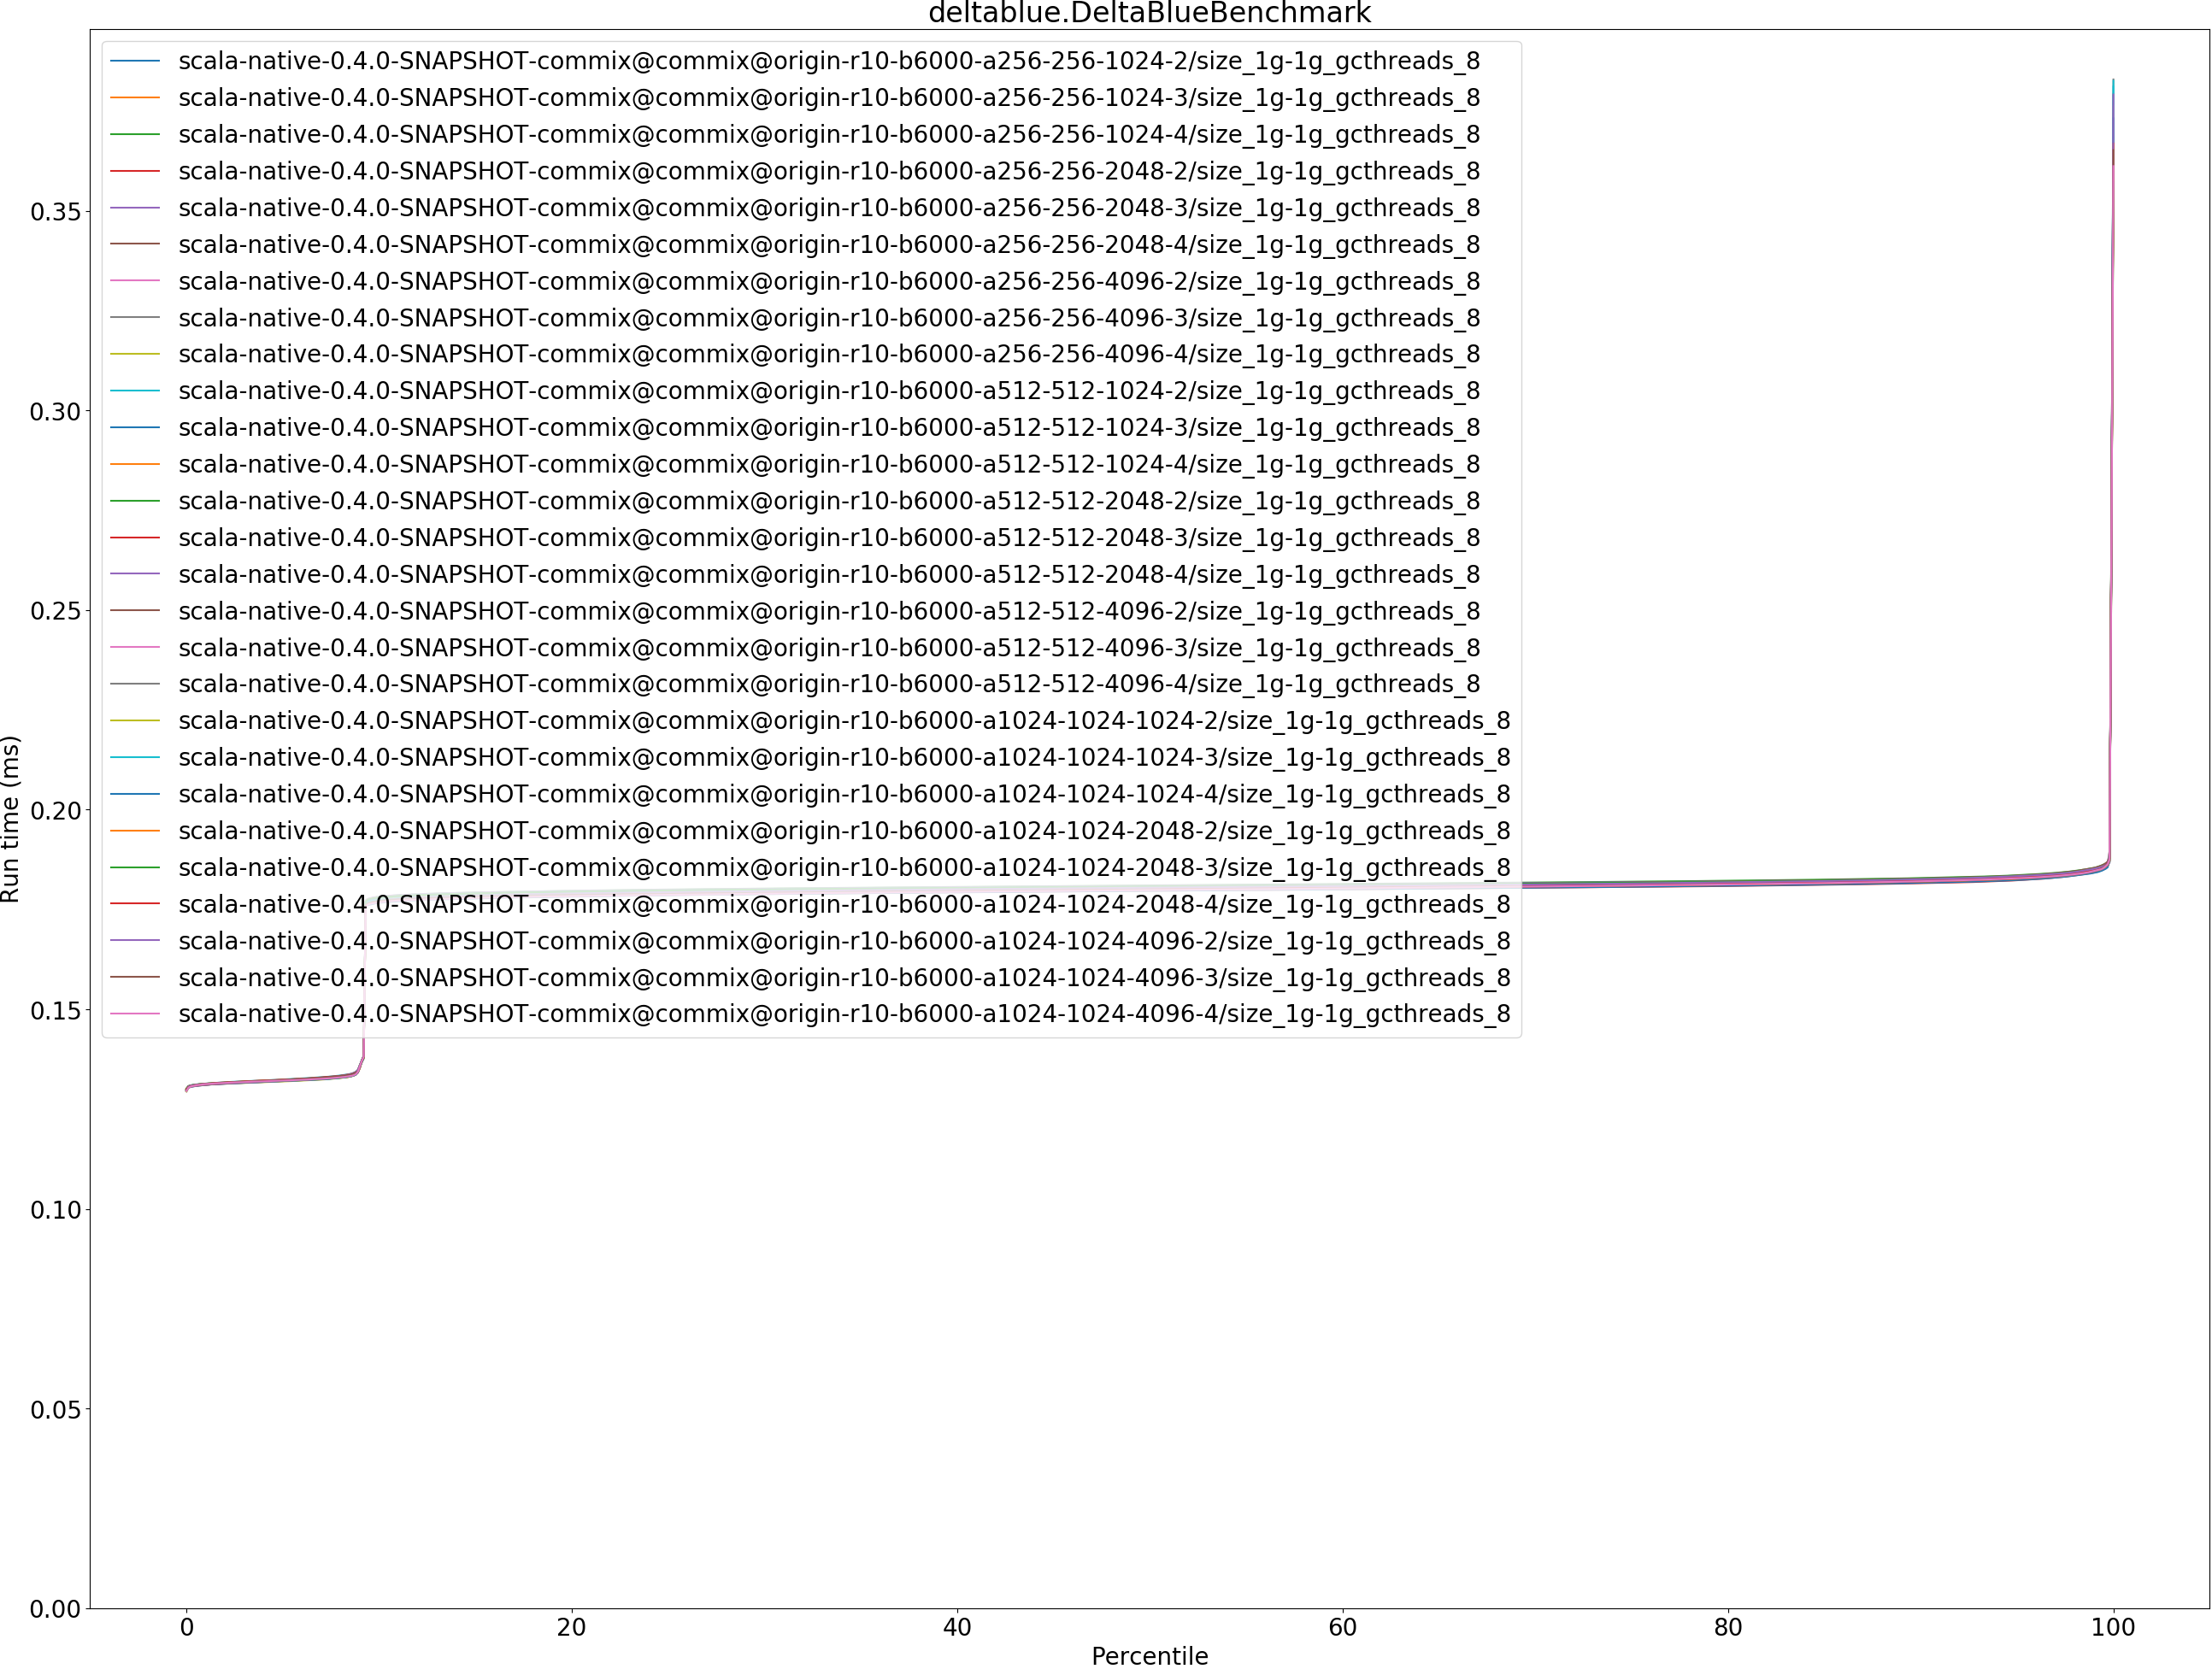 deltablue.DeltaBlueBenchmark
scala-native-0.4.0-SNAPSHOT-commix@commix@origin-r10-b6000-a256-256-1024-2/size_1g-1g_gcthreads_8
scala-native-0.4.0-SNAPSHOT-commix@commix@origin-r10-b6000-a256-256-1024-3/size_1g-1g_gcthreads_8
scala-native-0.4.0-SNAPSHOT-commix@commix@origin-r10-b6000-a256-256-1024-4/size_1g-1g_gcthreads_8
scala-native-0.4.0-SNAPSHOT-commix@commix@origin-r10-b6000-a256-256-2048-2/size_1g-1g_gcthreads_8
scala-native-0.4.0-SNAPSHOT-commix@commix@origin-r10-b6000-a256-256-2048-3/size_1g-1g_gcthreads_8
scala-native-0.4.0-SNAPSHOT-commix@commix@origin-r10-b6000-a256-256-2048-4/size_1g-1g_gcthreads_8
scala-native-0.4.0-SNAPSHOT-commix@commix@origin-r10-b6000-a256-256-4096-2/size_1g-1g_gcthreads_8
scala-native-0.4.0-SNAPSHOT-commix@commix@origin-r10-b6000-a256-256-4096-3/size_1g-1g_gcthreads_8
scala-native-0.4.0-SNAPSHOT-commix@commix@origin-r10-b6000-a256-256-4096-4/size_1g-1g_gcthreads_8
scala-native-0.4.0-SNAPSHOT-commix@commix@origin-r10-b6000-a512-512-1024-2/size_1g-1g_gcthreads_8
scala-native-0.4.0-SNAPSHOT-commix@commix@origin-r10-b6000-a512-512-1024-3/size_1g-1g_gcthreads_8
scala-native-0.4.0-SNAPSHOT-commix@commix@origin-r10-b6000-a512-512-1024-4/size_1g-1g_gcthreads_8
scala-native-0.4.0-SNAPSHOT-commix@commix@origin-r10-b6000-a512-512-2048-2/size_1g-1g_gcthreads_8
scala-native-0.4.0-SNAPSHOT-commix@commix@origin-r10-b6000-a512-512-2048-3/size_1g-1g_gcthreads_8
scala-native-0.4.0-SNAPSHOT-commix@commix@origin-r10-b6000-a512-512-2048-4/size_1g-1g_gcthreads_8
scala-native-0.4.0-SNAPSHOT-commix@commix@origin-r10-b6000-a512-512-4096-2/size_1g-1g_gcthreads_8
scala-native-0.4.0-SNAPSHOT-commix@commix@origin-r10-b6000-a512-512-4096-3/size_1g-1g_gcthreads_8
scala-native-0.4.0-SNAPSHOT-commix@commix@origin-r10-b6000-a512-512-4096-4/size_1g-1g_gcthreads_8
scala-native-0.4.0-SNAPSHOT-commix@commix@origin-r10-b6000-a1024-1024-1024-2/size_1g-1g_gcthreads_8
scala-native-0.4.0-SNAPSHOT-commix@commix@origin-r10-b6000-a1024-1024-1024-3/size_1g-1g_gcthreads_8
scala-native-0.4.0-SNAPSHOT-commix@commix@origin-r10-b6000-a1024-1024-1024-4/size_1g-1g_gcthreads_8
scala-native-0.4.0-SNAPSHOT-commix@commix@origin-r10-b6000-a1024-1024-2048-2/size_1g-1g_gcthreads_8
scala-native-0.4.0-SNAPSHOT-commix@commix@origin-r10-b6000-a1024-1024-2048-3/size_1g-1g_gcthreads_8
scala-native-0.4.0-SNAPSHOT-commix@commix@origin-r10-b6000-a1024-1024-2048-4/size_1g-1g_gcthreads_8
scala-native-0.4.0-SNAPSHOT-commix@commix@origin-r10-b6000-a1024-1024-4096-2/size_1g-1g_gcthreads_8
scala-native-0.4.0-SNAPSHOT-commix@commix@origin-r10-b6000-a1024-1024-4096-3/size_1g-1g_gcthreads_8
scala-native-0.4.0-SNAPSHOT-commix@commix@origin-r10-b6000-a1024-1024-4096-4/size_1g-1g_gcthreads_8
Run time (ms)
0.35
0.30
0.25
0.20
0.15
0.10
0.05
0.00
0
20
40
60
80
100
Percentile